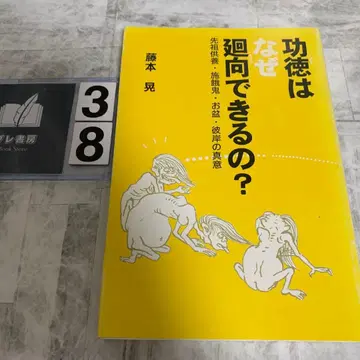 功徳は
なぜ
廻向できるの?
先祖供養・施餓鬼・お盆・彼岸の真意
藤本 晃
3
8
レ書房